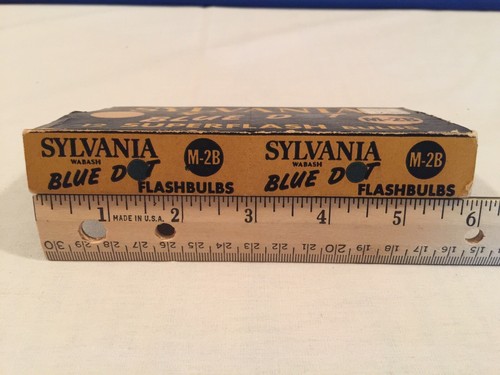 SYLVANIA
BLUE DOT
SUPERFLASH BULBS
SYLVANIA
WABASH
BLUE DOT
FLASHBULBS
M-2B
SYLVANIA
WABASH
BLUE DOT
FLASHBULBS
M-2B
1 MADE IN U.S.A. 2 3 4 5 6